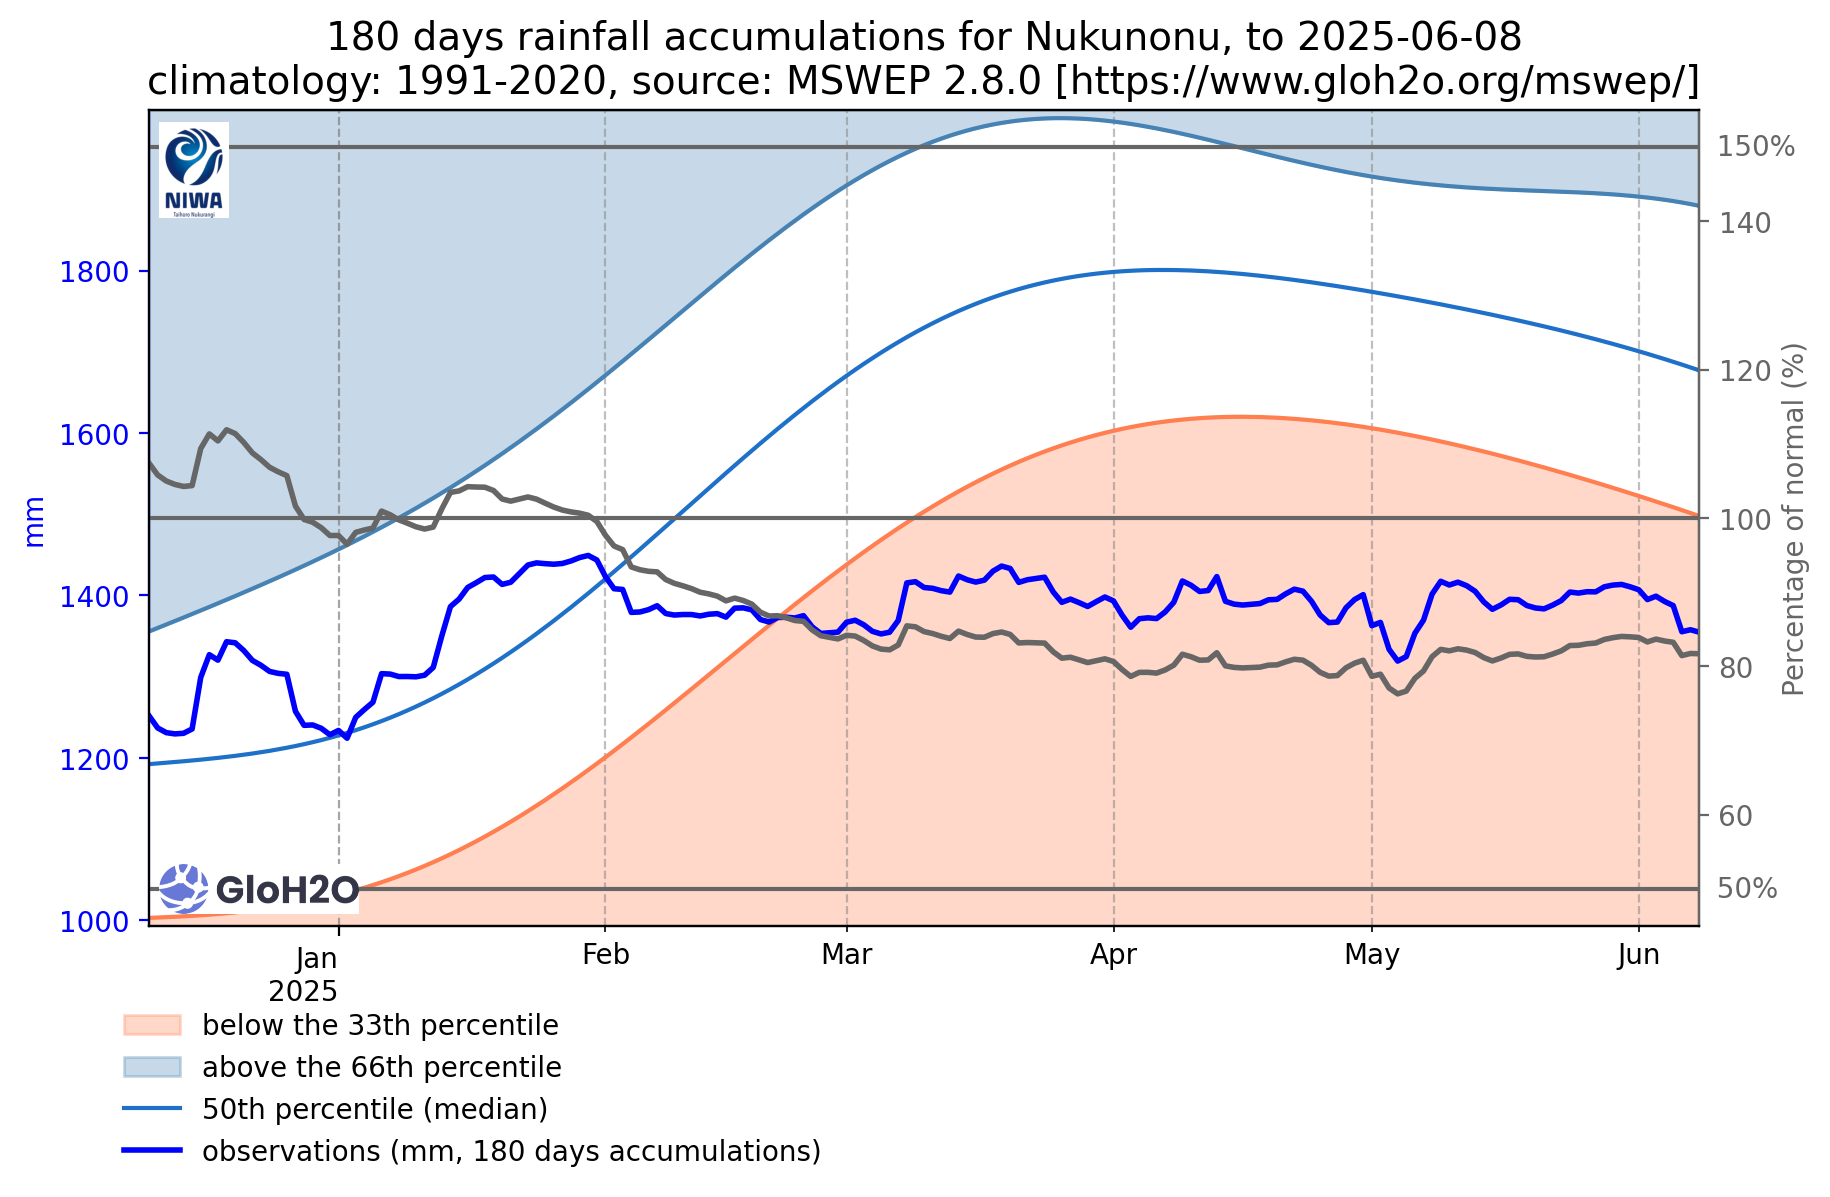 180 days rainfall accumulations for Nukunonu, to 2025-06-08
climatology: 1991-2020, source: MSWEP 2.8.0 [https://www.gloh2o.org/mswep/]
NIWA
Taihoro Nukurangi
150%
140
1800
120
1600
100
mm
Percentage of normal (%)
1400
80
1200
60
GloH2O
50%
1000
Jan
2025
Feb
Mar
Apr
May
Jun
below the 33th percentile
above the 66th percentile
50th percentile (median)
observations (mm, 180 days accumulations)